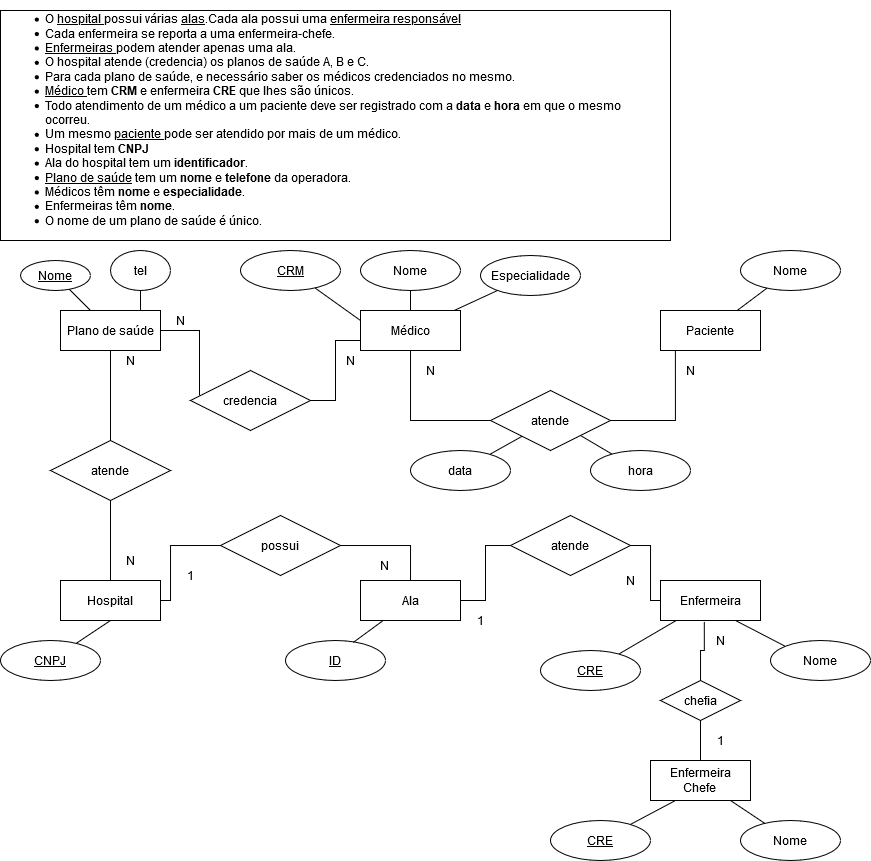 O hospital possui várias alas.Cada ala possui uma enfermeira responsável
Cada enfermeira se reporta a uma enfermeira-chefe.
Enfermeiras podem atender apenas uma ala.
O hospital atende (credencia) os planos de saúde A, B e C.
Para cada plano de saúde, e necessário saber os médicos credenciados no mesmo.
Médico tem CRM e enfermeira CRE que lhes são únicos.
Todo atendimento de um médico a um paciente deve ser registrado com a data e hora em que o mesmo
ocorreu.
Um mesmo paciente pode ser atendido por mais de um médico.
Hospital tem CNPJ
Ala do hospital tem um identificador.
Plano de saúde tem um nome e telefone da operadora.
Médicos têm nome e especialidade.
Enfermeiras têm nome.
O nome de um plano de saúde é único.
Nome
tel
CRM
Nome
Especialidade
Nome
Plano de saúde
N
Médico
Paciente
N
N
N
N
credencia
atende
data
hora
atende
N
possui
atende
1
N
N
Hospital
Ala
1
Enfermeira
CNPJ
ID
CRE
N
Nome
chefia
1
Enfermeira
Chefe
CRE
Nome